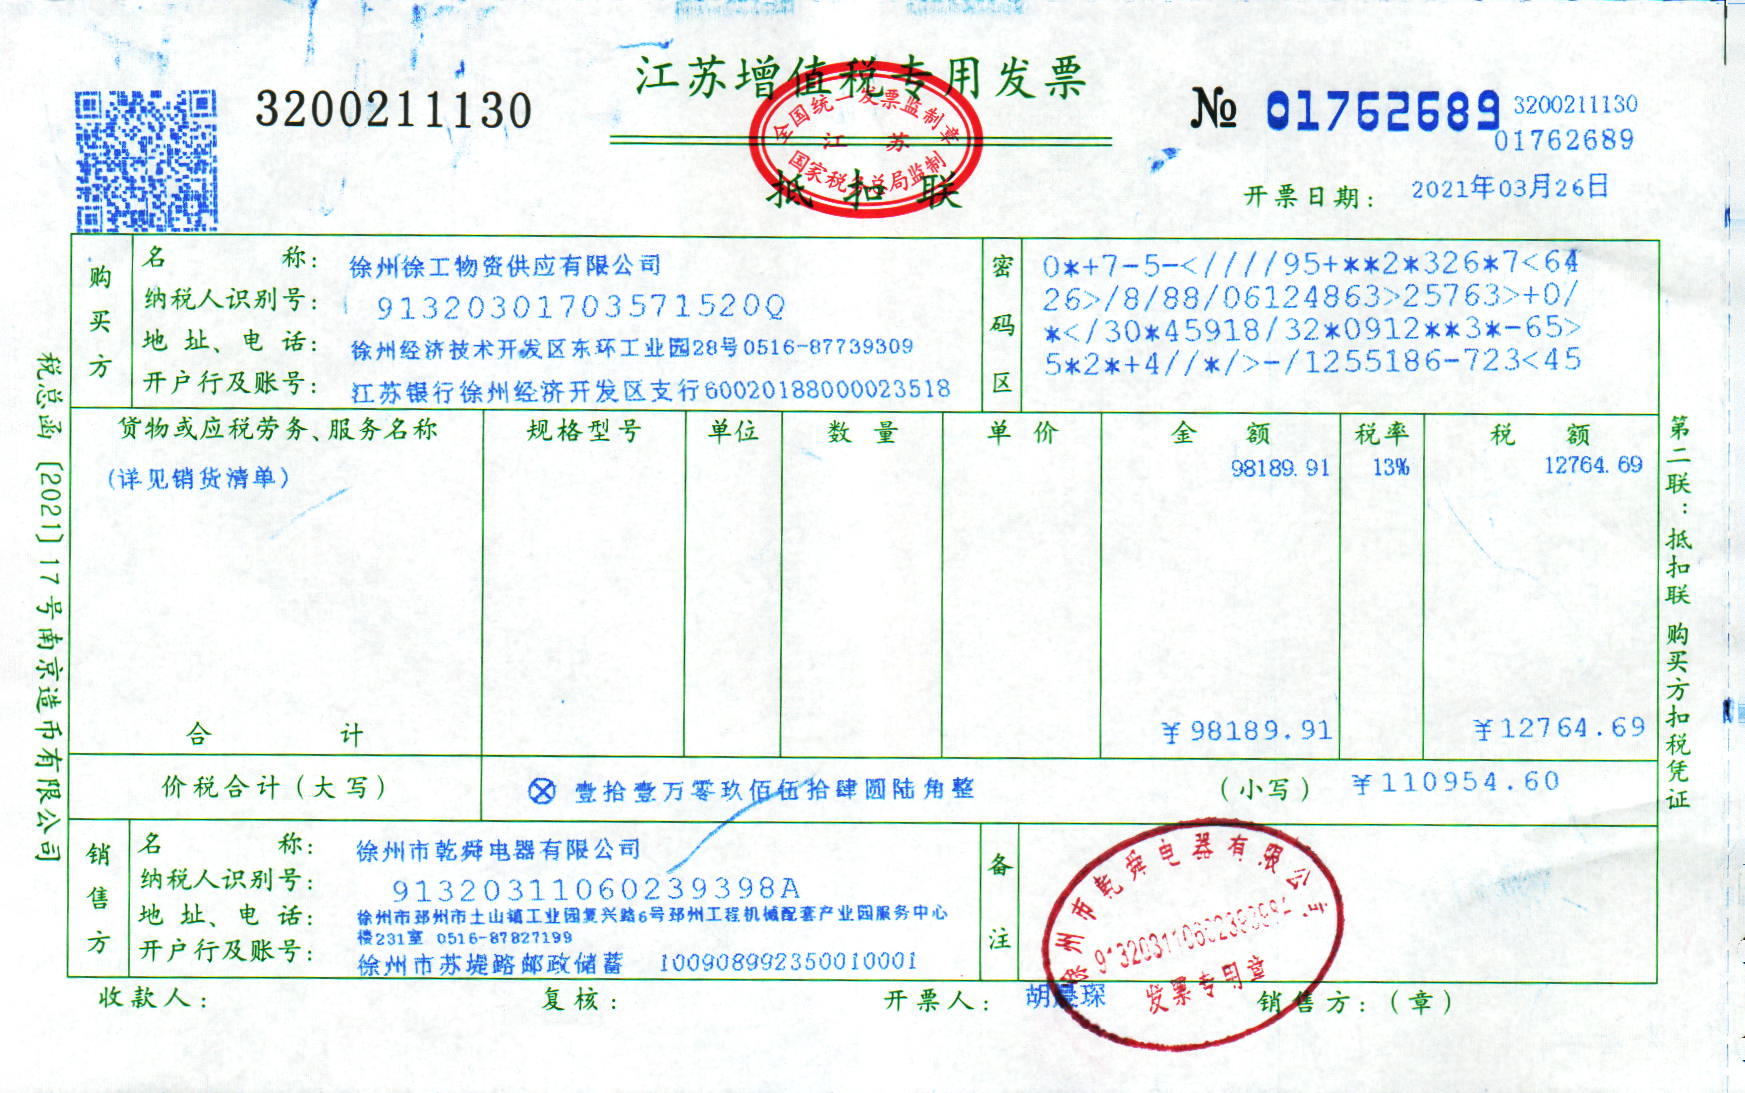 江苏增值税专用发票
3200211130
№ 01762689
3200211130
01762689
全国统一发票监制章
江 苏
国家税务总局监制
抵 扣 联
开票日期： 2021年03月26日
购买方
名 称： 徐州徐工物资供应有限公司
纳税人识别号： 91320301703571520Q
地 址、电 话： 徐州经济技术开发区东环工业园28号0516-87739309
开户行及账号： 江苏银行徐州经济开发区支行60020188000023518
密码区
0*+7-5-<////95+**2*326*7<64
26>/8/88/06124863>25763>+0/
*</30*45918/32*0912**3*-65>
5*2*+4//*/>-/1255186-723<45
货物或应税劳务、服务名称 规格型号 单位 数 量 单 价 金 额 税率 税 额
(详见销货清单) 98189.91 13% 12764.69
合 计 ￥98189.91 ￥12764.69
价税合计（大写） ⊗ 壹拾壹万零玖佰伍拾肆圆陆角整 （小写） ￥110954.60
销售方
名 称： 徐州市乾舜电器有限公司
纳税人识别号： 91320311060239398A
地 址、电 话： 徐州市邳州市土山镇工业园复兴路6号邳州工程机械配套产业园服务中心
楼231室 0516-87827199
开户行及账号： 徐州市苏堤路邮政储蓄 100908992350010001
备注
徐州市乾舜电器有限公司
发票专用章
收款人： 复核： 开票人： 胡晟琛 销售方：（章）
税总函〔2021〕17号南京造币有限公司
第二联：抵扣联 购买方扣税凭证